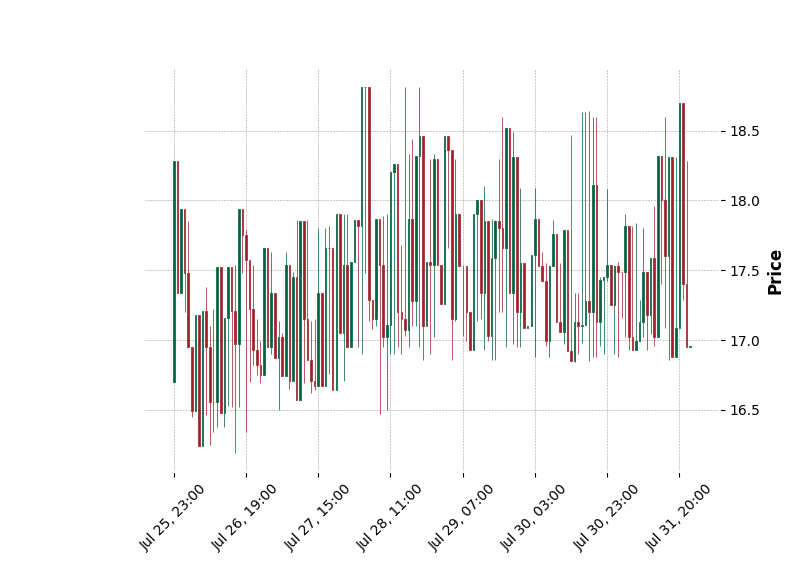 18.5
18.0
17.5
17.0
16.5
Price
Jul 25, 23:00
Jul 26, 19:00
Jul 27, 15:00
Jul 28, 11:00
Jul 29, 07:00
Jul 30, 03:00
Jul 30, 23:00
Jul 31, 20:00